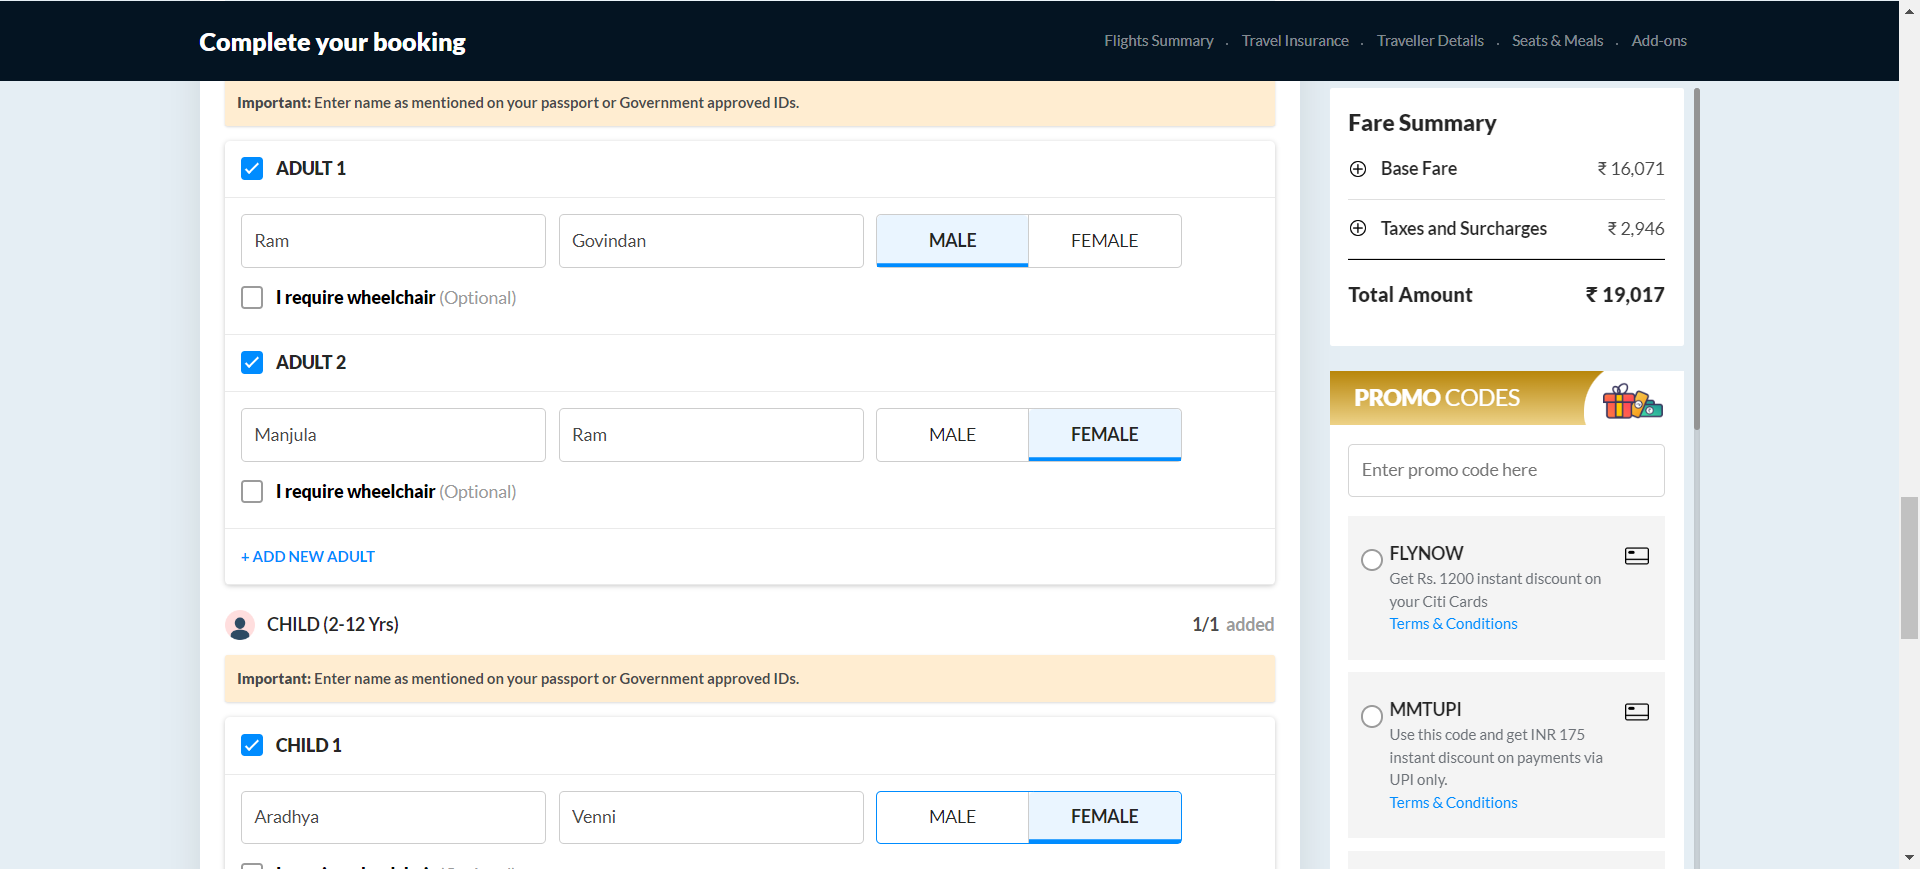 Complete your booking
Flights Summary . Travel Insurance . Traveller Details . Seats & Meals . Add-ons
Important: Enter name as mentioned on your passport or Government approved IDs.
ADULT 1
Ram
Govindan
MALE
FEMALE
I require wheelchair (Optional)
ADULT 2
Manjula
Ram
MALE
FEMALE
I require wheelchair (Optional)
+ ADD NEW ADULT
CHILD (2-12 Yrs)
1/1 added
Important: Enter name as mentioned on your passport or Government approved IDs.
CHILD 1
Aradhya
Venni
MALE
FEMALE
Fare Summary
Base Fare ₹ 16,071
Taxes and Surcharges ₹ 2,946
Total Amount ₹ 19,017
PROMO CODES
Enter promo code here
FLYNOW
Get Rs. 1200 instant discount on
your Citi Cards
Terms & Conditions
MMTUPI
Use this code and get INR 175
instant discount on payments via
UPI only.
Terms & Conditions